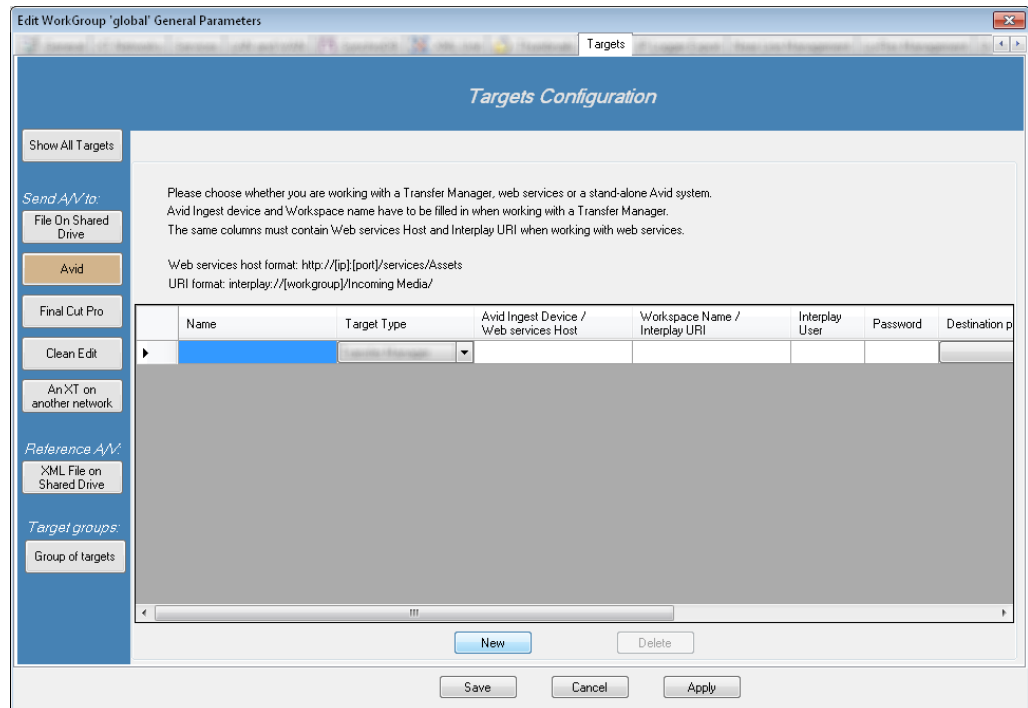 Edit WorkGroup 'global' General Parameters
Targets
Targets Configuration
Show All Targets
Send A/V to:
File On Shared
Drive
Avid
Final Cut Pro
Clean Edit
An XT on
another network
Reference A/V:
XML File on
Shared Drive
Target groups:
Group of targets
Please choose whether you are working with a Transfer Manager, web services or a stand-alone Avid system.
Avid Ingest device and Workspace name have to be filled in when working with a Transfer Manager.
The same columns must contain Web services Host and Interplay URI when working with web services.
Web services host format: http://[ip]:[port]/services/Assets
URI format: interplay://[workgroup]/Incoming Media/
Name
Target Type
Avid Ingest Device /
Web services Host
Workspace Name /
Interplay URI
Interplay
User
Password
Destination p
New
Delete
Save
Cancel
Apply